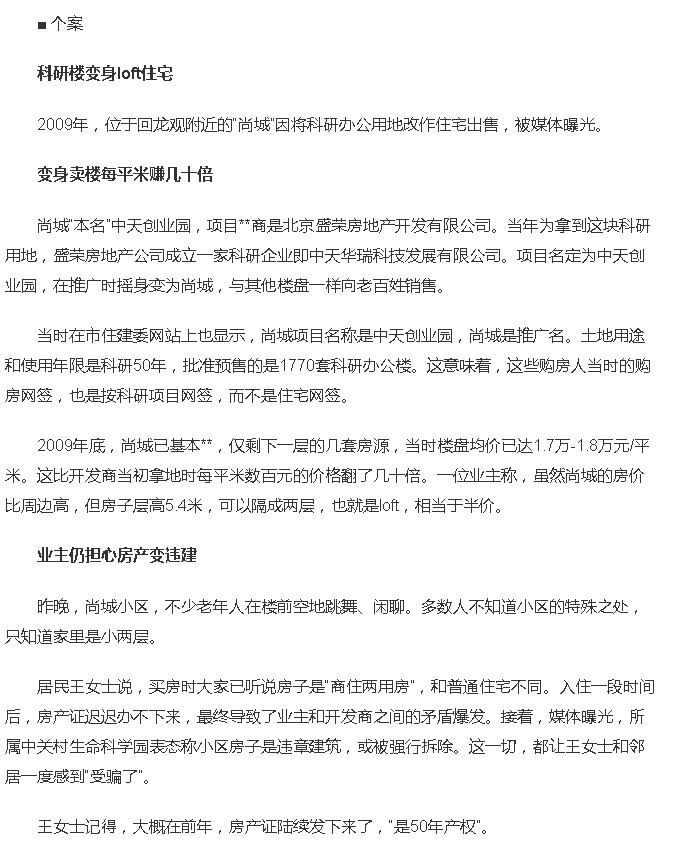 ■ 个案
科研楼变身loft住宅
2009年，位于回龙观附近的"尚城"因将科研办公用地改作住宅出售，被媒体曝光。
变身卖楼每平米赚几十倍
尚城"本名"中天创业园，项目**商是北京盛荣房地产开发有限公司。当年为拿到这块科研
用地，盛荣房地产公司成立一家科研企业即中天华瑞科技发展有限公司。项目名定为中天创
业园，在推广时摇身变为尚城，与其他楼盘一样向老百姓销售。
当时在市住建委网站上也显示，尚城项目名称是中天创业园，尚城是推广名。土地用途
和使用年限是科研50年，批准预售的是1770套科研办公楼。这意味着，这些购房人当时的购
房网签，也是按科研项目网签，而不是住宅网签。
2009年底，尚城已基本**，仅剩下一层的几套房源，当时楼盘均价已达1.7万-1.8万元/平
米。这比开发商当初拿地时每平米数百元的价格翻了几十倍。一位业主称，虽然尚城的房价
比周边高，但房子层高5.4米，可以隔成两层，也就是loft，相当于半价。
业主仍担心房产变违建
昨晚，尚城小区，不少老年人在楼前空地跳舞、闲聊。多数人不知道小区的特殊之处，
只知道家里是小两层。
居民王女士说，买房时大家已听说房子是"商住两用房"，和普通住宅不同。入住一段时间
后，房产证迟迟办不下来，最终导致了业主和开发商之间的矛盾爆发。接着，媒体曝光，所
属中关村生命科学园表态称小区房子是违章建筑，或被强行拆除。这一切，都让王女士和邻
居一度感到"受骗了"。
王女士记得，大概在前年，房产证陆续发下来了，"是50年产权"。